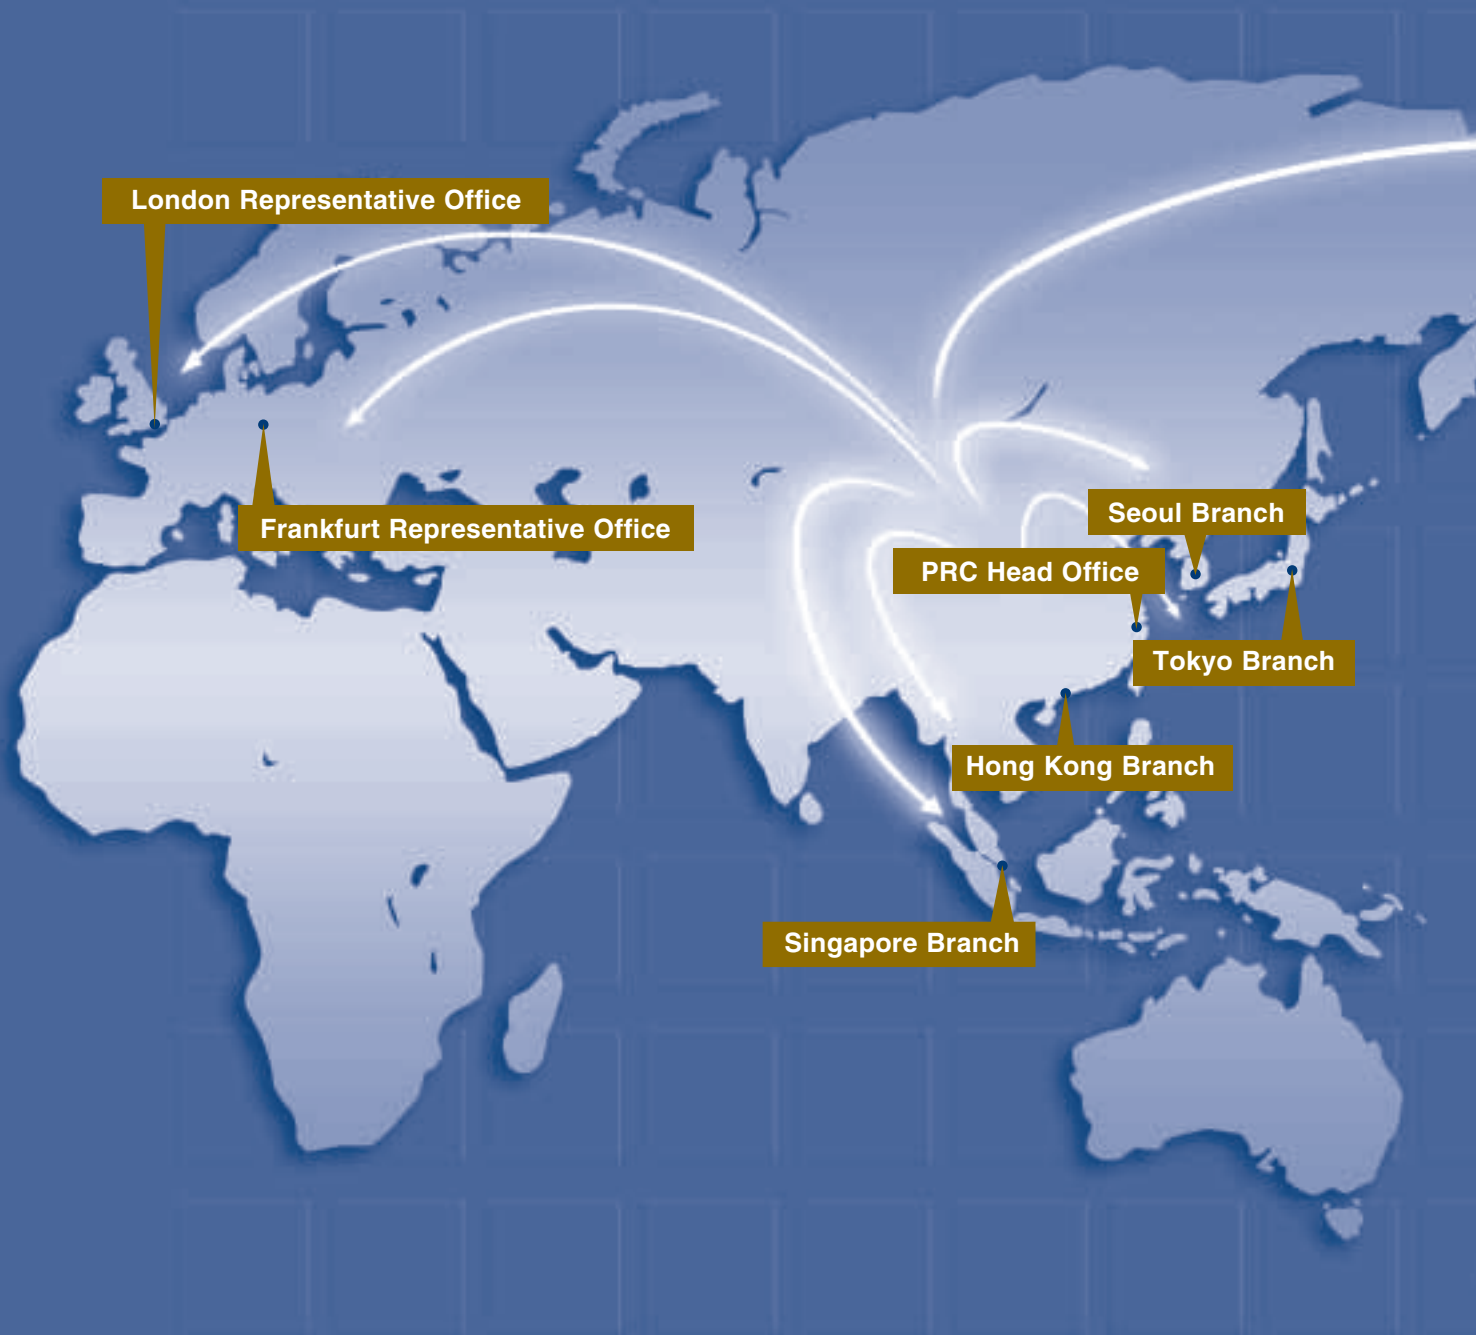 London Representative Office
Seoul Branch
Frankfurt Representative Office
PRC Head Office
Tokyo Branch
Hong Kong Branch
Singapore Branch